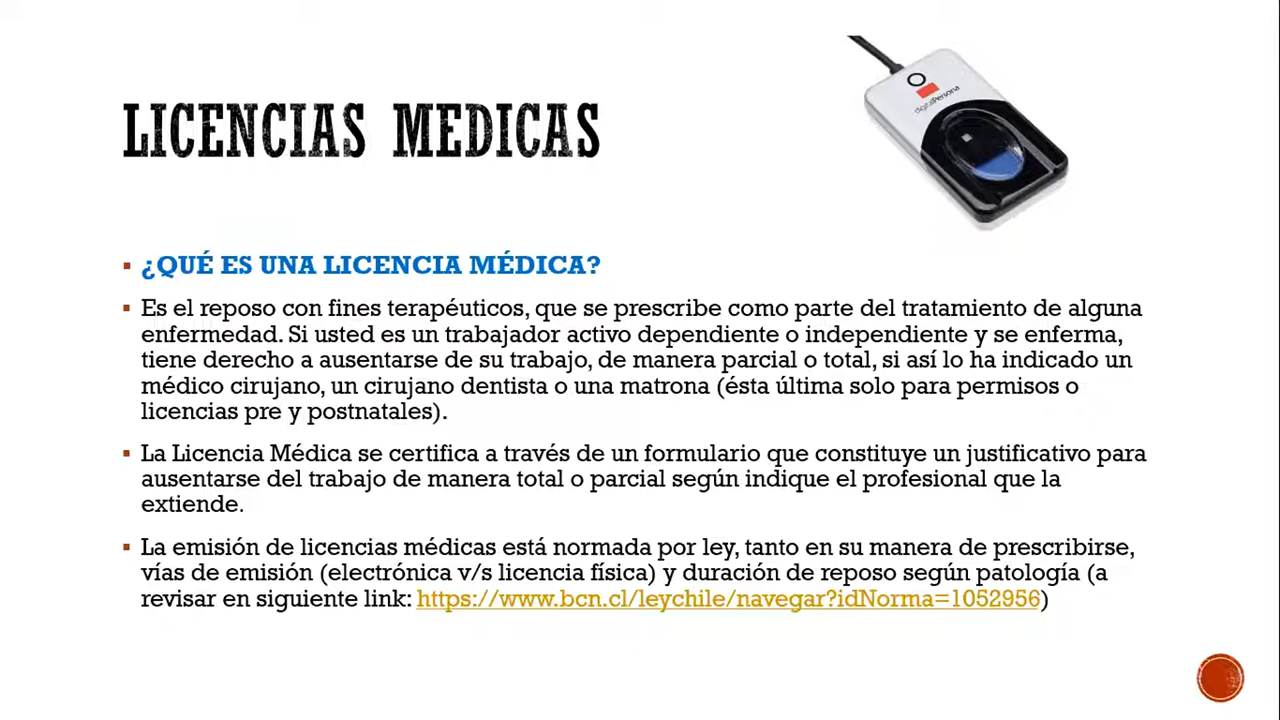 LICENCIAS MEDICAS
digitalPersona
¿QUÉ ES UNA LICENCIA MÉDICA?
Es el reposo con fines terapéuticos, que se prescribe como parte del tratamiento de alguna
enfermedad. Si usted es un trabajador activo dependiente o independiente y se enferma,
tiene derecho a ausentarse de su trabajo, de manera parcial o total, si así lo ha indicado un
médico cirujano, un cirujano dentista o una matrona (ésta última solo para permisos o
licencias pre y postnatales).
La Licencia Médica se certifica a través de un formulario que constituye un justificativo para
ausentarse del trabajo de manera total o parcial según indique el profesional que la
extiende.
La emisión de licencias médicas está normada por ley, tanto en su manera de prescribirse,
vías de emisión (electrónica v/s licencia física) y duración de reposo según patología (a
revisar en siguiente link: https://www.bcn.cl/leychile/navegar?idNorma=1052956)